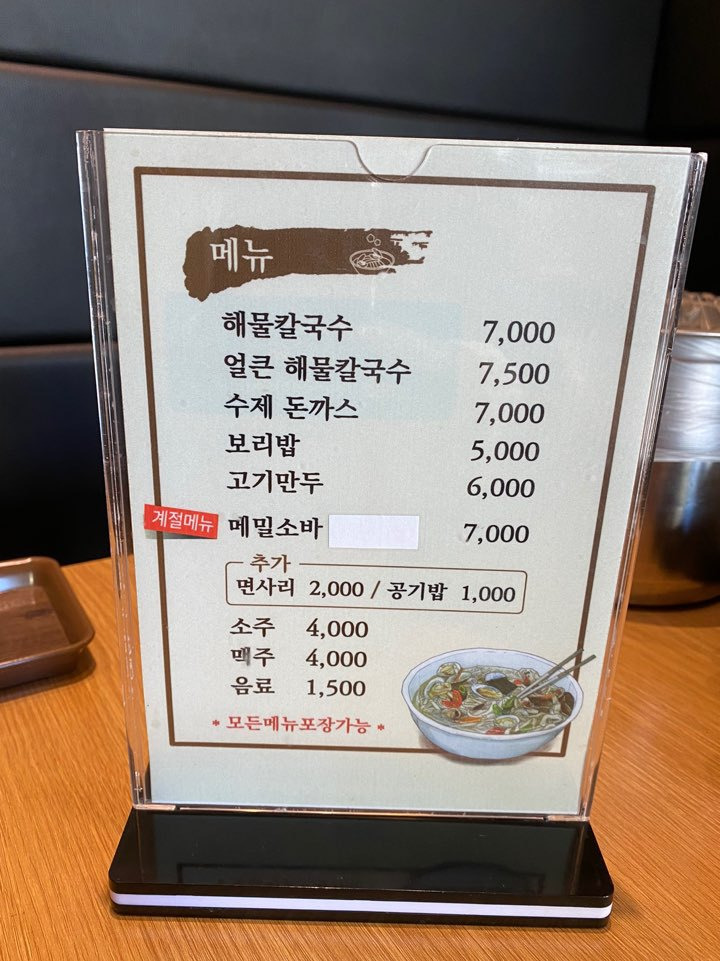 메뉴
해물칼국수 7,000
얼큰 해물칼국수 7,500
수제 돈까스 7,000
보리밥 5,000
고기만두 6,000
계절메뉴 메밀소바 7,000
추가
면사리 2,000 / 공기밥 1,000
소주 4,000
맥주 4,000
음료 1,500
* 모든메뉴포장가능 *